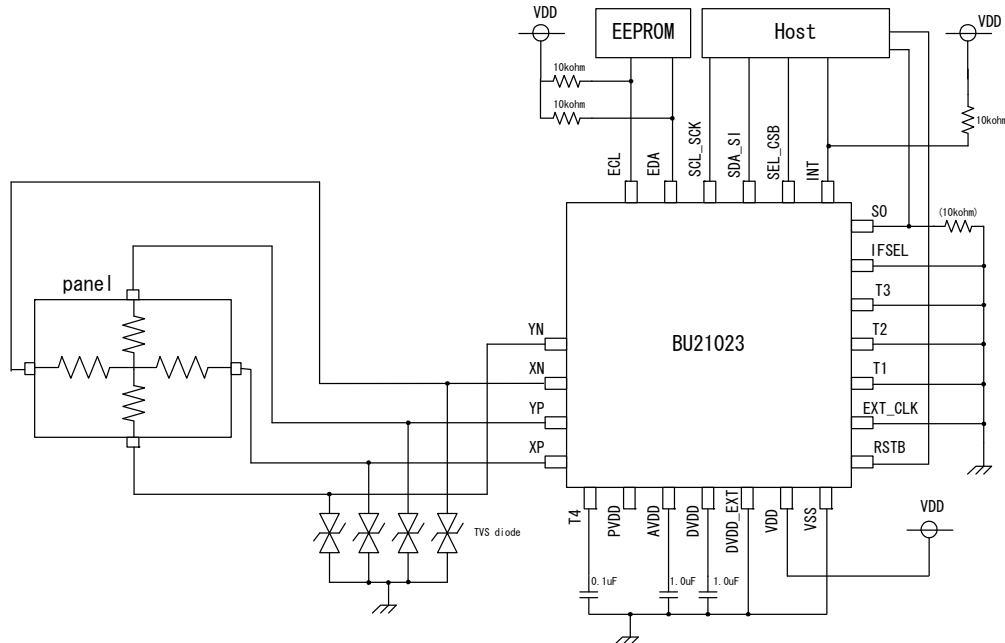 VDD
EEPROM
Host
VDD
10kohm
10kohm
10kohm
ECL
EDA
SCL_SCK
SDA_SI
SEL_CSB
INT
SO
(10kohm)
IFSEL
T3
T2
T1
EXT_CLK
RSTB
panel
YN
XN
YP
XP
BU21023
TVS diode
T4
PVDD
AVDD
DVDD
DVDD_EXT
VDD
VSS
VDD
0.1uF
1.0uF
1.0uF